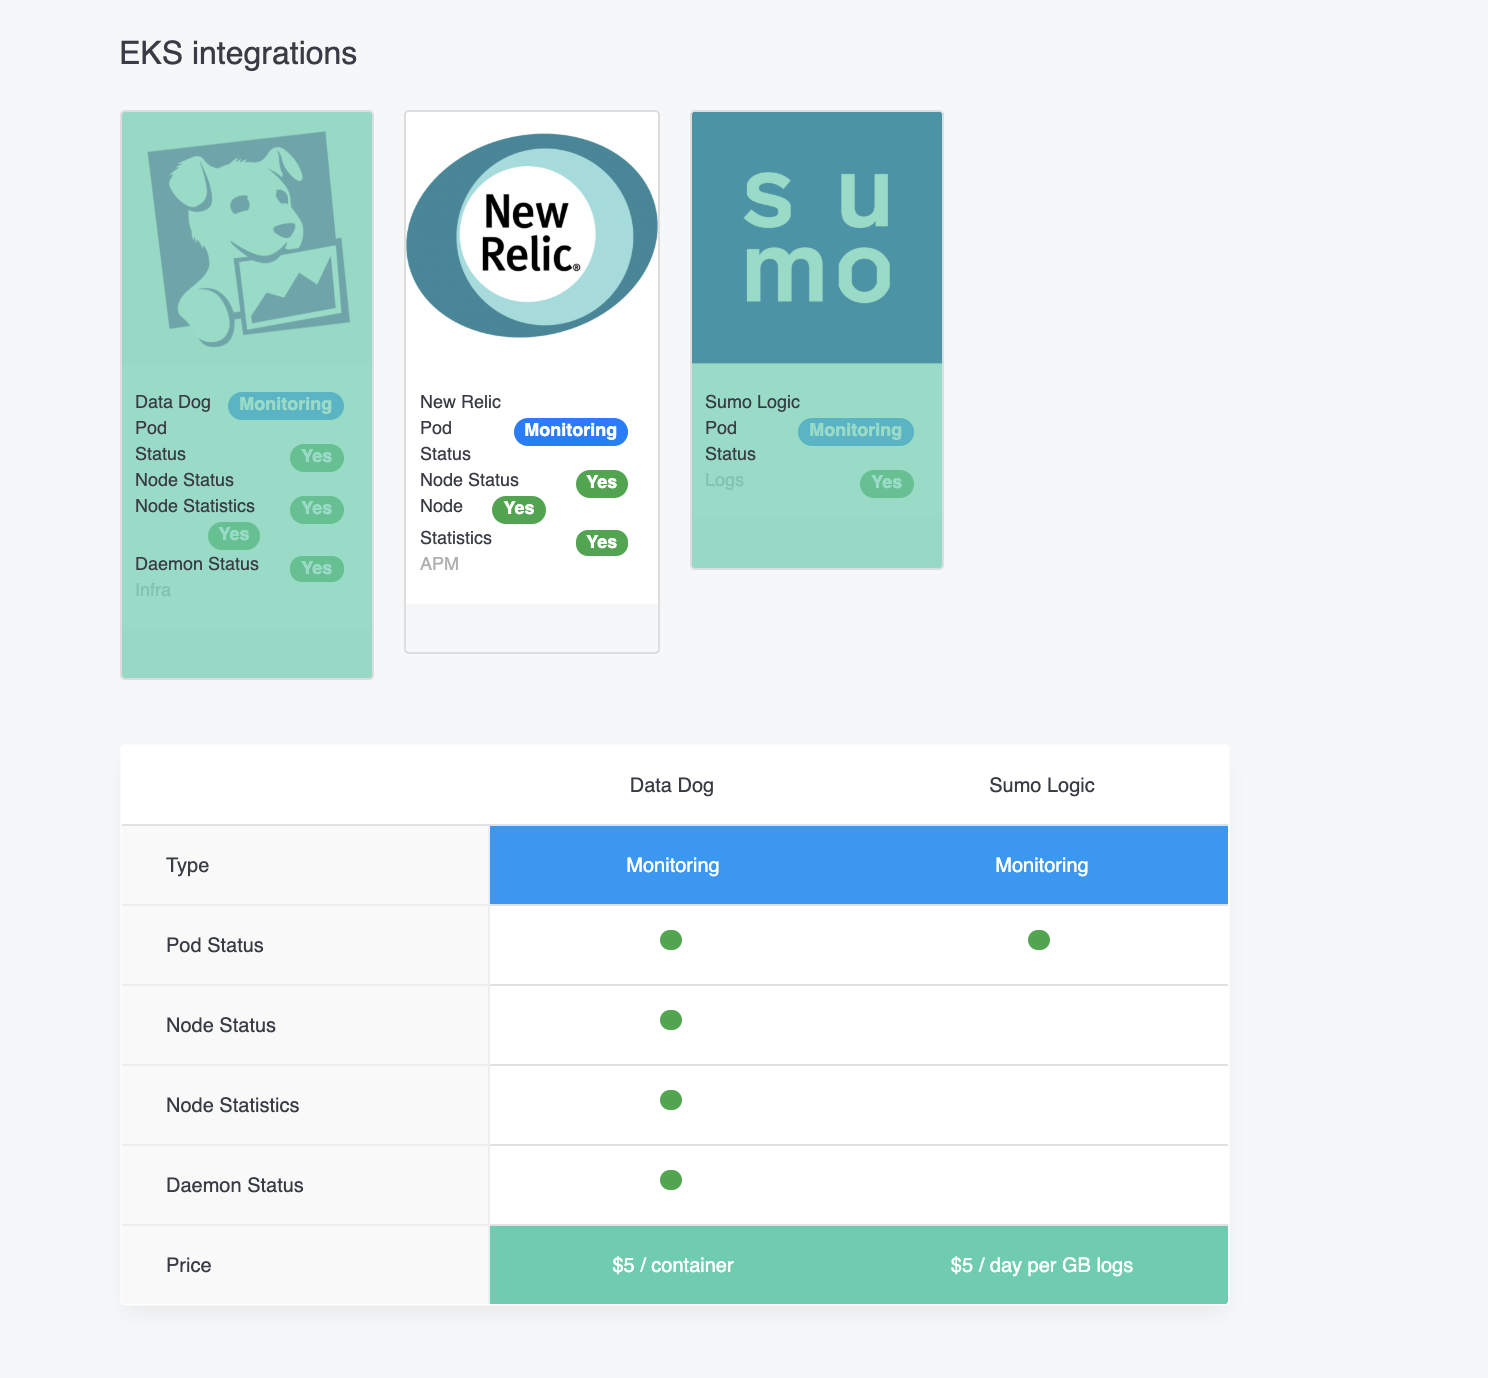 EKS integrations
New
Relic®
s u
mo
Data Dog Monitoring
Pod
Status Yes
Node Status
Node Statistics Yes
Yes
Daemon Status Yes
Infra
New Relic
Pod Monitoring
Status
Node Status Yes
Node Yes
Statistics Yes
APM
Sumo Logic
Pod Monitoring
Status
Logs Yes
Data Dog Sumo Logic
Type Monitoring Monitoring
Pod Status
Node Status
Node Statistics
Daemon Status
Price $5 / container $5 / day per GB logs